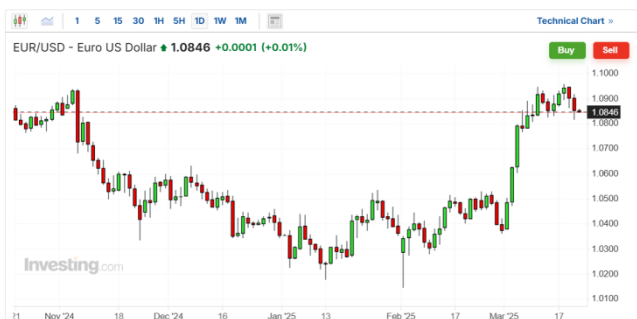 1 5 15 30 1H 5H 1D 1W 1M Technical Chart »
EUR/USD - Euro US Dollar 1.0846 +0.0001 (+0.01%) Buy Sell
1.1000
1.0900
1.0846
1.0800
1.0700
1.0600
1.0500
1.0400
1.0300
1.0200
1.0100
Investing.com
21 Nov '24 18 Dec '24 16 Jan '25 13 Feb '25 17 Mar '25 17